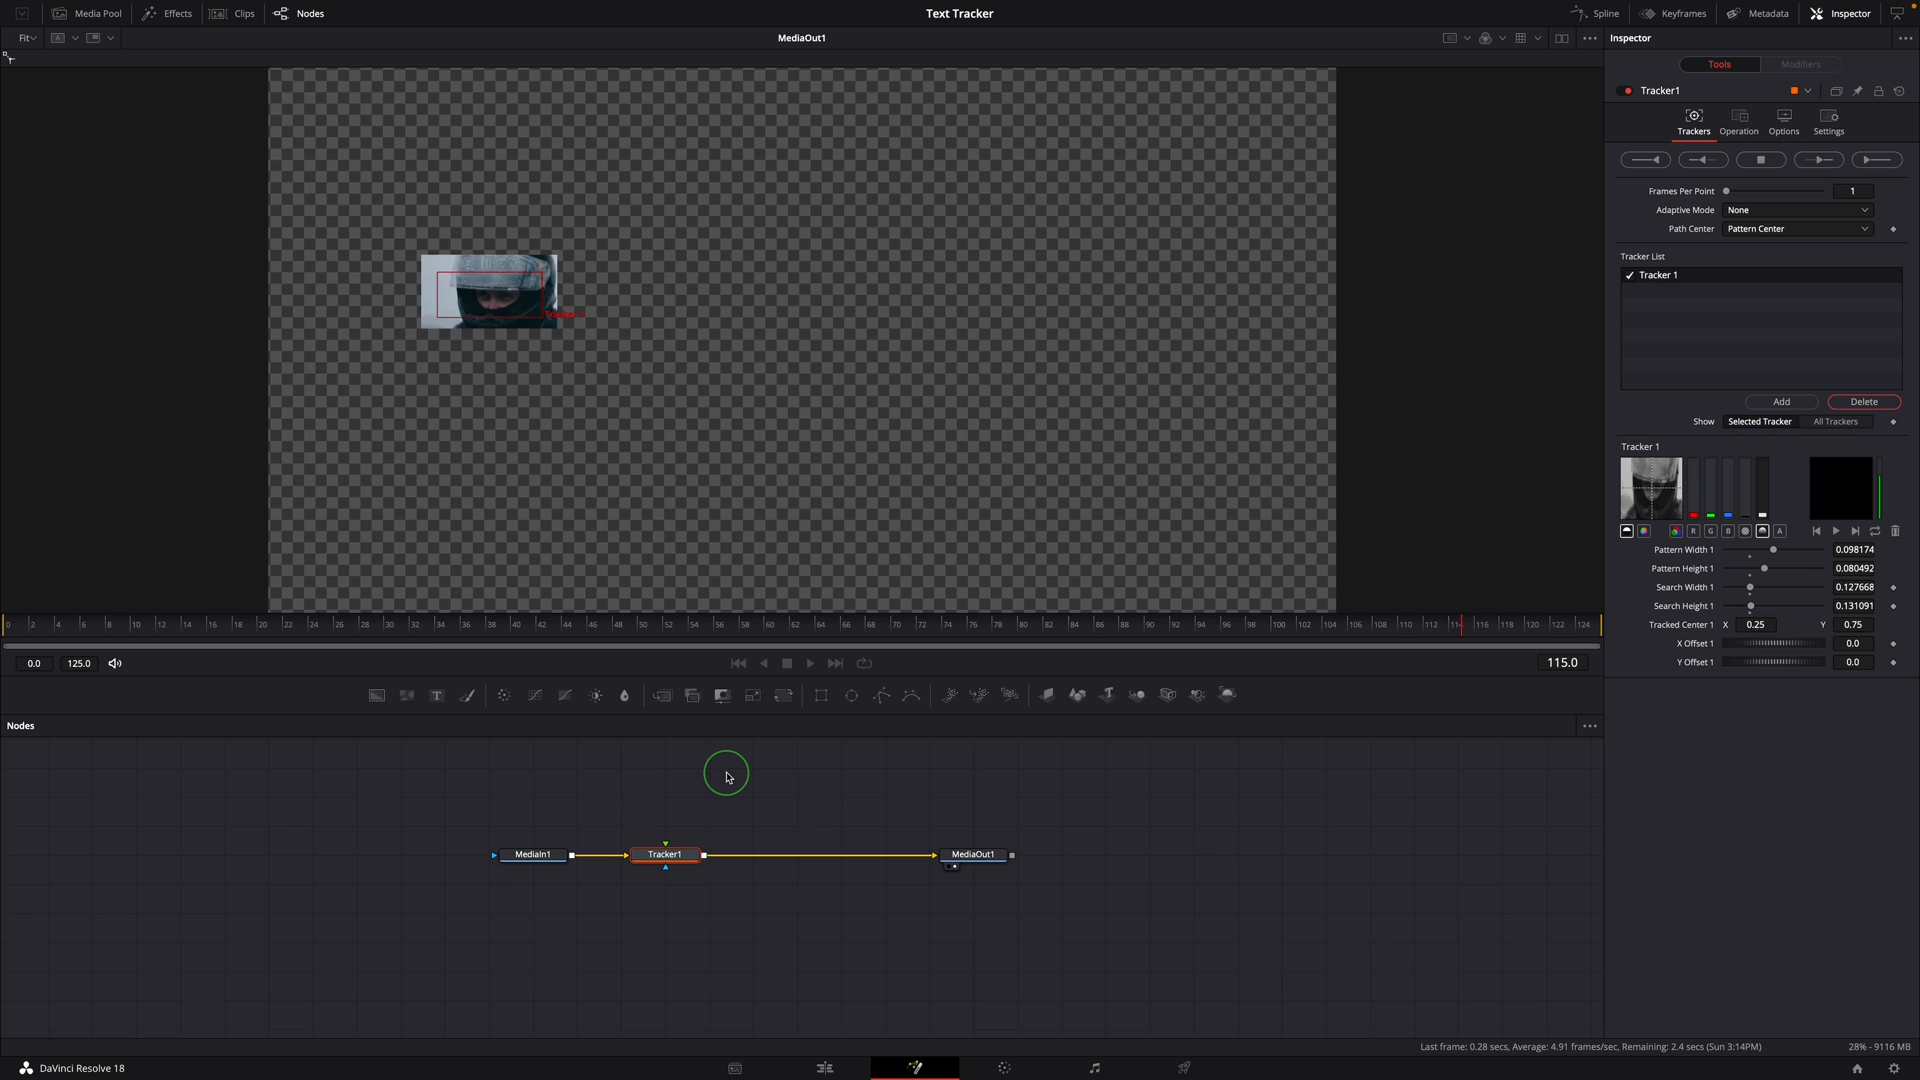 Media Pool Effects Clips Nodes Text Tracker Spline Keyframes Metadata Inspector
Fit MediaOut1 Inspector
Tools Modifiers
Tracker1
Trackers Operation Options Settings
Frames Per Point 1
Adaptive Mode None
Path Center Pattern Center
Tracker List
Tracker 1
Tracker 1
Add Delete
Show Selected Tracker All Trackers
Tracker 1
R G B A
Pattern Width 1 0.098174
Pattern Height 1 0.080492
Search Width 1 0.127668
Search Height 1 0.131091
Tracked Center 1 X 0.25 Y 0.75
X Offset 1 0.0
Y Offset 1 0.0
0 2 4 6 8 10 12 14 16 18 20 22 24 26 28 30 32 34 36 38 40 42 44 46 48 50 52 54 56 58 60 62 64 66 68 70 72 74 76 78 80 82 84 86 88 90 92 94 96 98 100 102 104 106 108 110 112 114 116 118 120 122 124
0.0 125.0 115.0
Nodes
MediaIn1 Tracker1 MediaOut1
Last frame: 0.28 secs, Average: 4.91 frames/sec, Remaining: 2.4 secs (Sun 3:14PM) 28% - 9116 MB
DaVinci Resolve 18